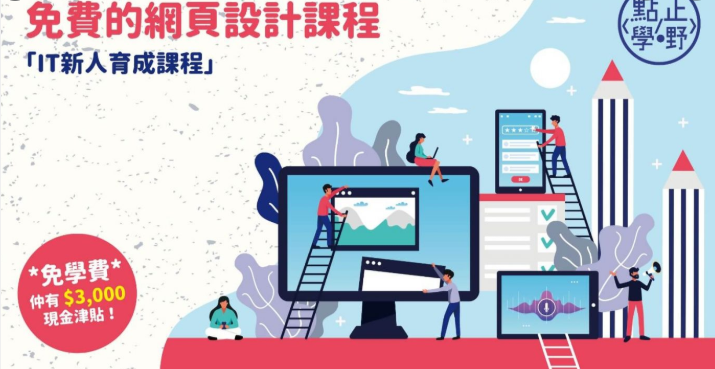 免費的網頁設計課程
「IT新人育成課程」
點止
學•野
*免學費*
仲有 $3,000
現金津貼！